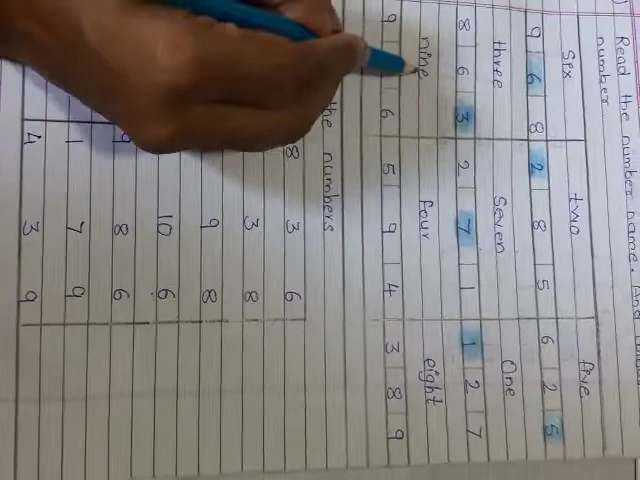 Read the number name. And
number
six two five
9 6 8 2 8 5 6 2 5
three seven One
8 6 3 2 7 1 1 2 7
nine four eight
9 6 5 9 4 3 8 9
the numbers
8 3 6
3 8
9 8
10 6
9 8 6
1 7 9
4 3 9